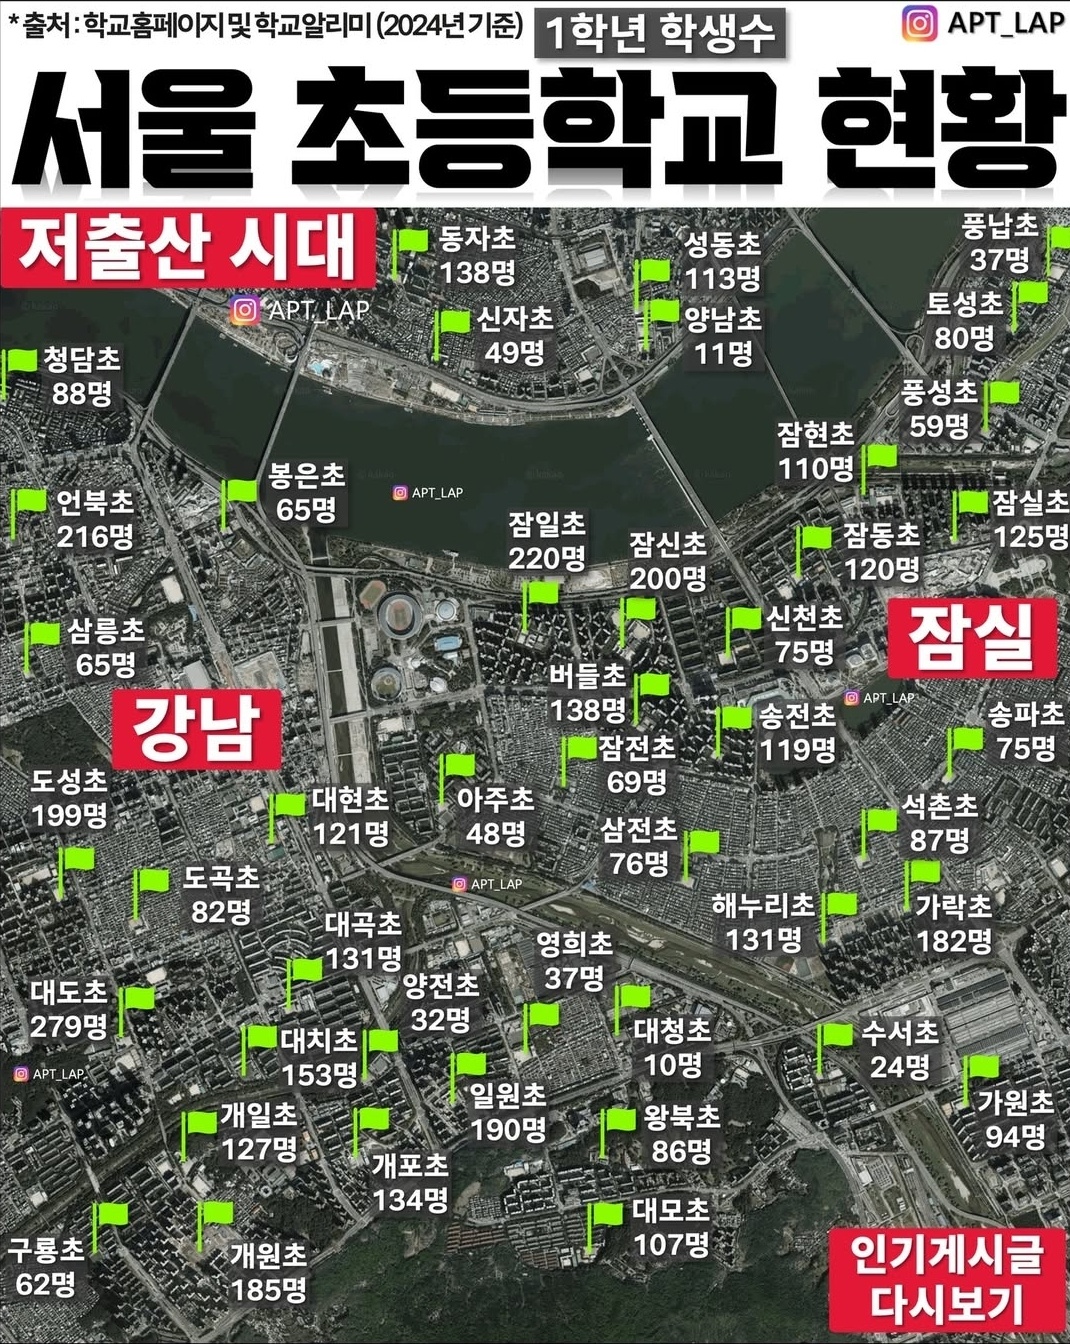 * 출처 : 학교홈페이지 및 학교알리미 (2024년 기준)
1학년 학생수
APT_LAP
서울 초등학교 현황
저출산 시대
APT_LAP
동자초
138명
성동초
113명
풍납초
37명
신자초
49명
양남초
11명
토성초
80명
청담초
88명
풍성초
59명
잠현초
110명
봉은초
65명
APT_LAP
언북초
216명
잠일초
220명
잠신초
200명
잠동초
120명
잠실초
125명
삼릉초
65명
신천초
75명
잠실
강남
버들초
138명
APT_LAP
송전초
119명
송파초
75명
잠전초
69명
도성초
199명
대현초
121명
아주초
48명
삼전초
76명
석촌초
87명
도곡초
82명
APT_LAP
해누리초
131명
가락초
182명
대곡초
131명
영희초
37명
양전초
32명
대도초
279명
대치초
153명
대청초
10명
수서초
24명
APT_LAP
일원초
190명
가원초
94명
개일초
127명
왕북초
86명
개포초
134명
대모초
107명
구룡초
62명
개원초
185명
인기게시글
다시보기